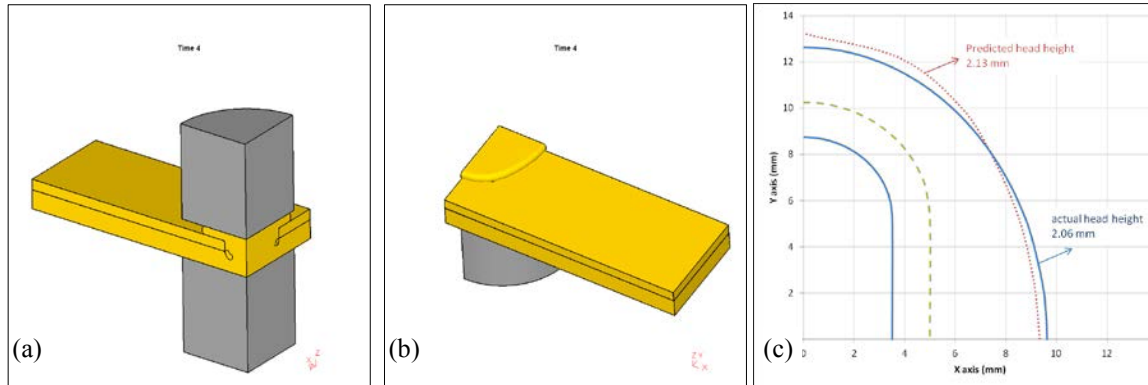 Time 4
(a)
Time 4
(b)
14
12
10
8
6
4
2
0
2
4
6
8
10
12
Y axis (mm)
X axis (mm)
Predicted head height
2.13 mm
actual head height
2.06 mm
(c)